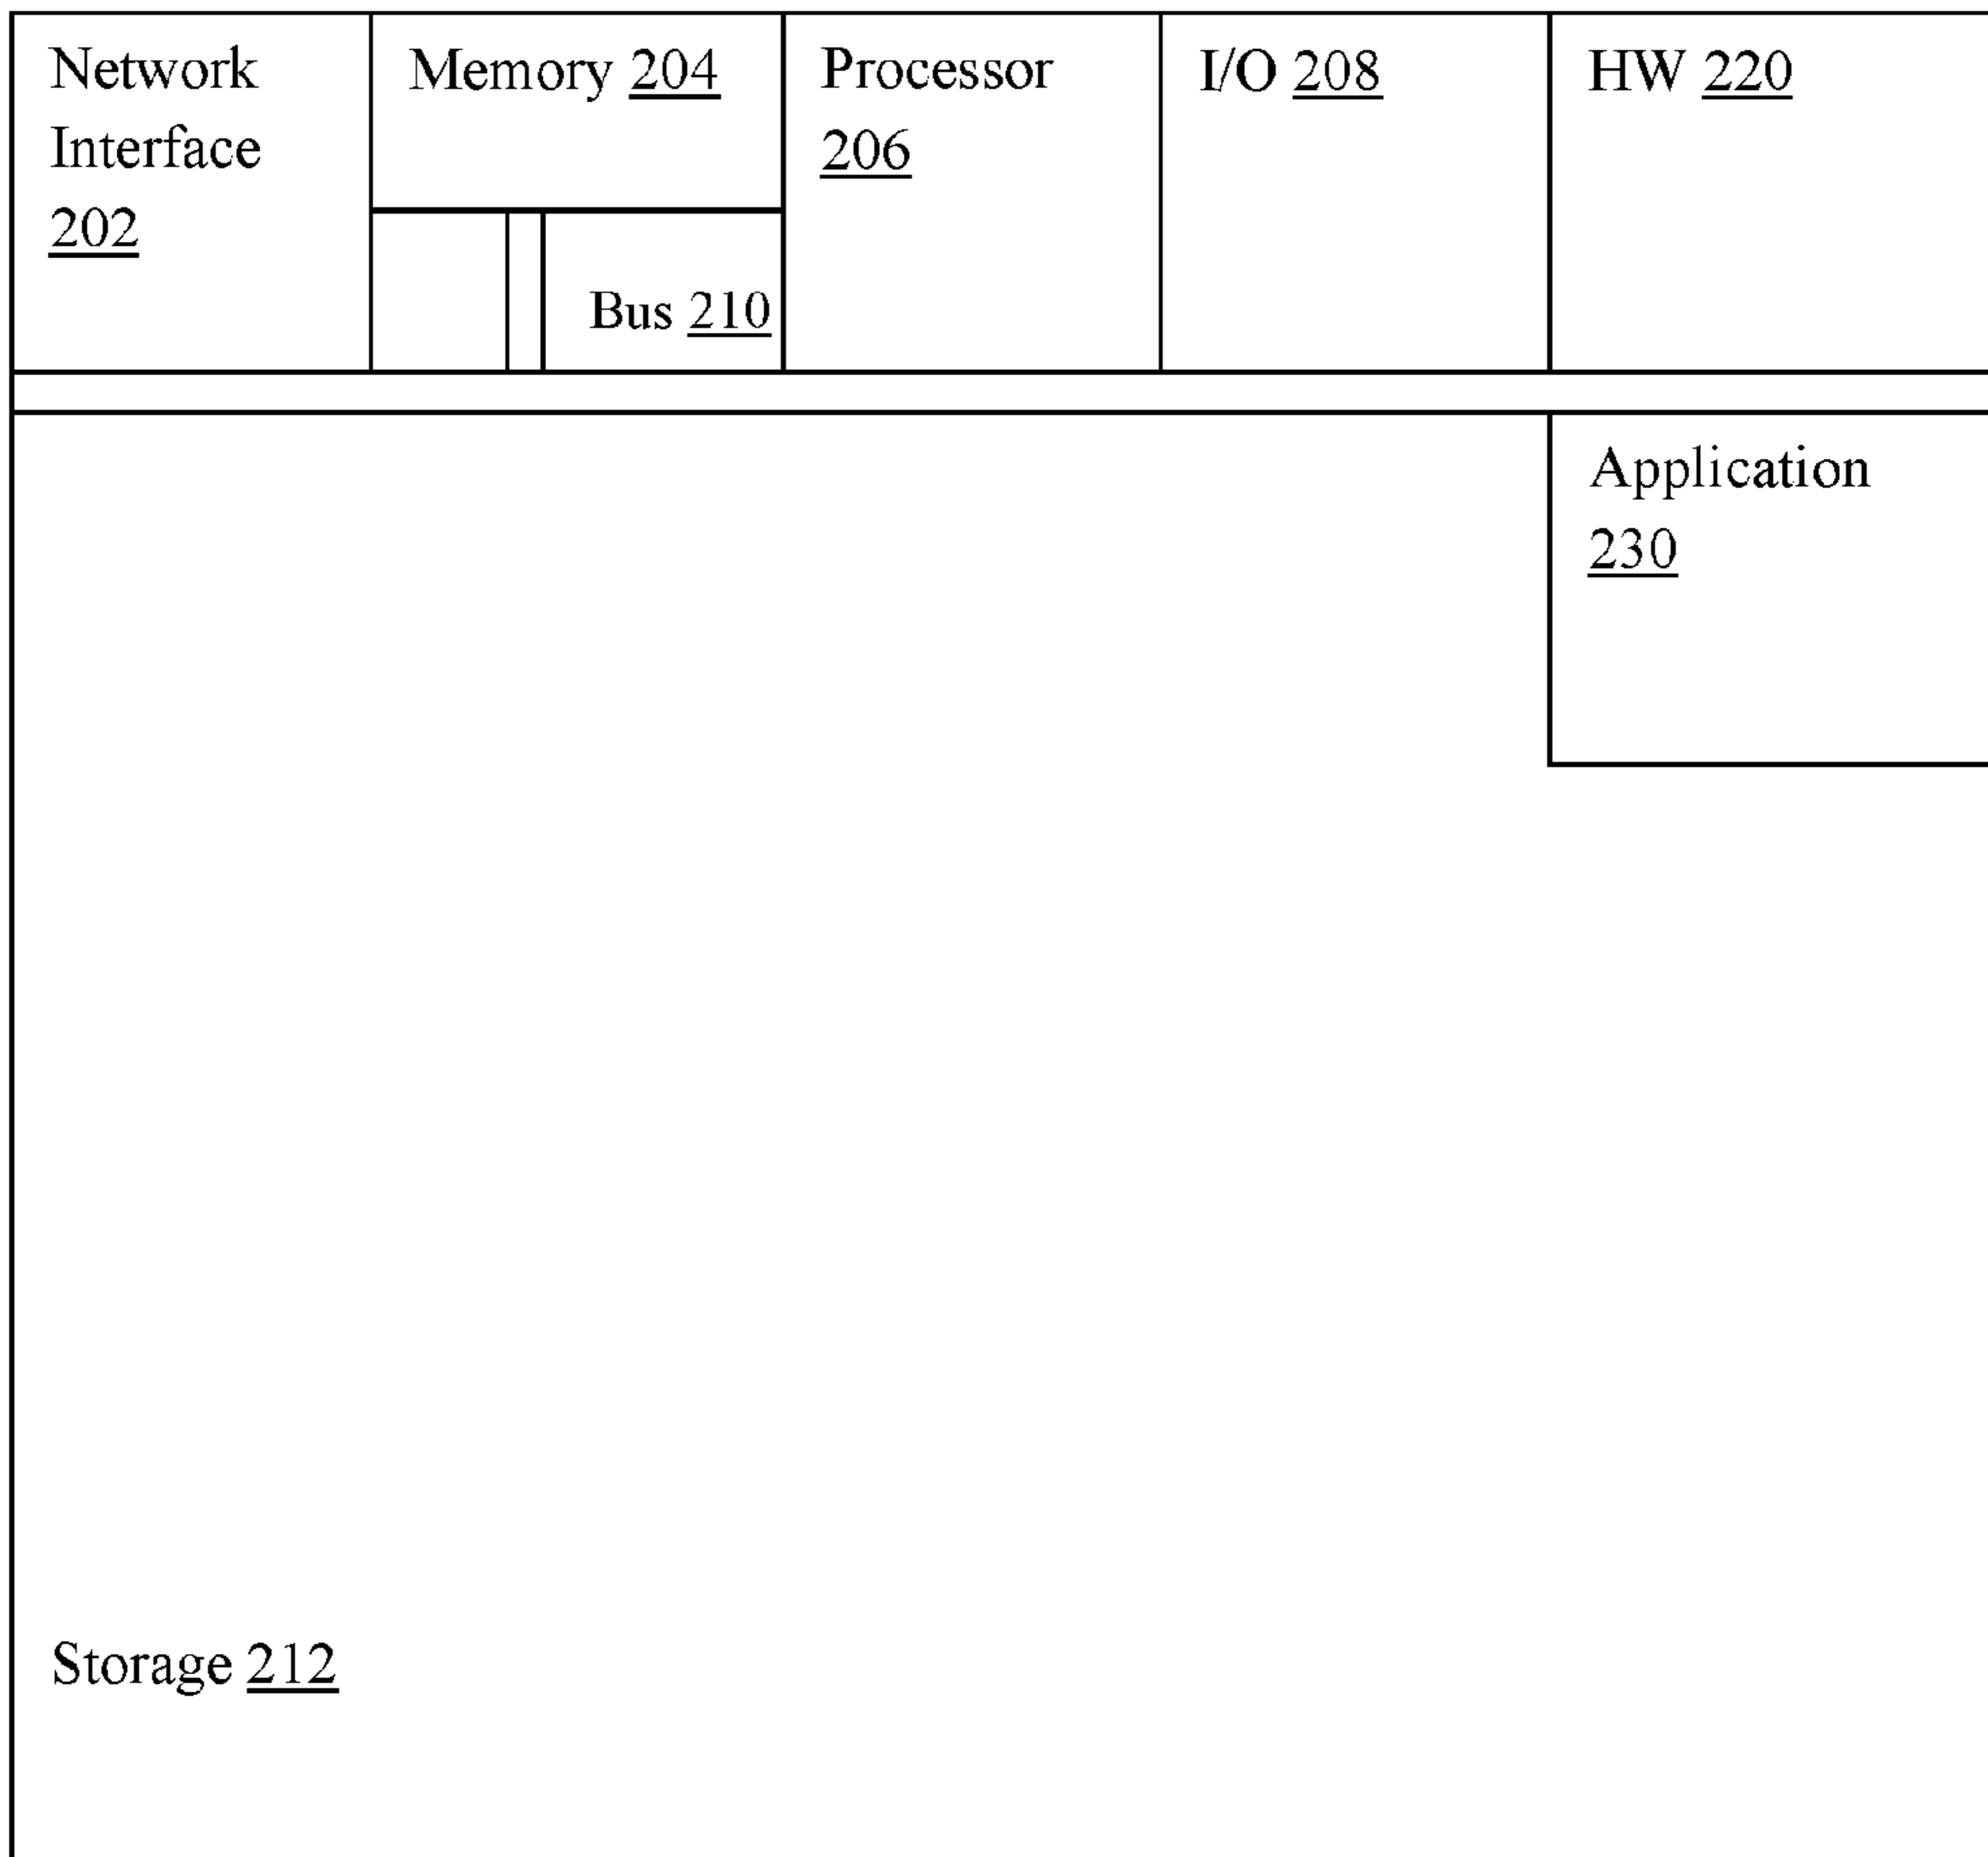 Network
Interface
202
Memory 204
Processor
206
I/O 208
HW 220
Bus 210
Application
230
Storage 212